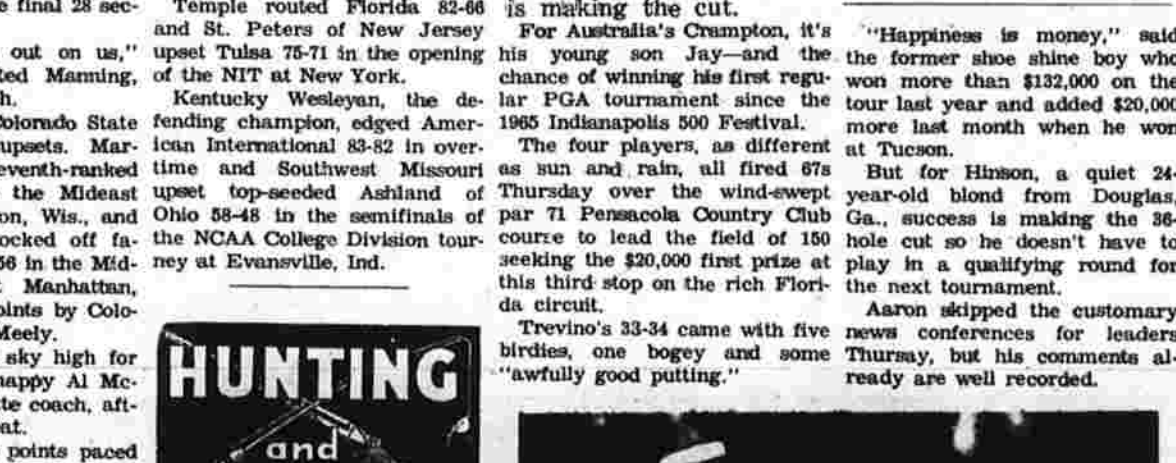 e final 28 sec-
out on us,"
ted Manning,
h.
Colorado State
upsets. Mar-
eventh-ranked
the Mideast
on, Wis., and
ocked off fa-
56 in the Mid-
Manhattan,
oints by Colo-
Meely.
sky high for
happy Al Mc-
te coach, aft-
at.
points paced
Temple routed Florida 82-66
and St. Peters of New Jersey
upset Tulsa 75-71 in the opening
of the NIT at New York.
Kentucky Wesleyan, the de-
fending champion, edged Amer-
ican International 83-82 in over-
time and Southwest Missouri
upset top-seeded Ashland of
Ohio 58-48 in the semifinals of
the NCAA College Division tour-
ney at Evansville, Ind.
HUNTING
and
is making the cut.
For Australia's Crampton, it's
his young son Jay—and the
chance of winning his first regu-
lar PGA tournament since the
1965 Indianapolis 500 Festival.
The four players, as different
as sun and rain, all fired 67s
Thursday over the wind-swept
par 71 Pensacola Country Club
course to lead the field of 150
seeking the $20,000 first prize at
this third stop on the rich Flori-
da circuit.
Trevino's 33-34 came with five
birdies, one bogey and some
"awfully good putting."
"Happiness is money," said
the former shoe shine boy who
won more than $132,000 on the
tour last year and added $20,000
more last month when he won
at Tucson.
But for Hinson, a quiet 24-
year-old blond from Douglas,
Ga., success is making the 36-
hole cut so he doesn't have to
play in a qualifying round for
the next tournament.
Aaron skipped the customary
news conferences for leaders
Thursay, but his comments al-
ready are well recorded.